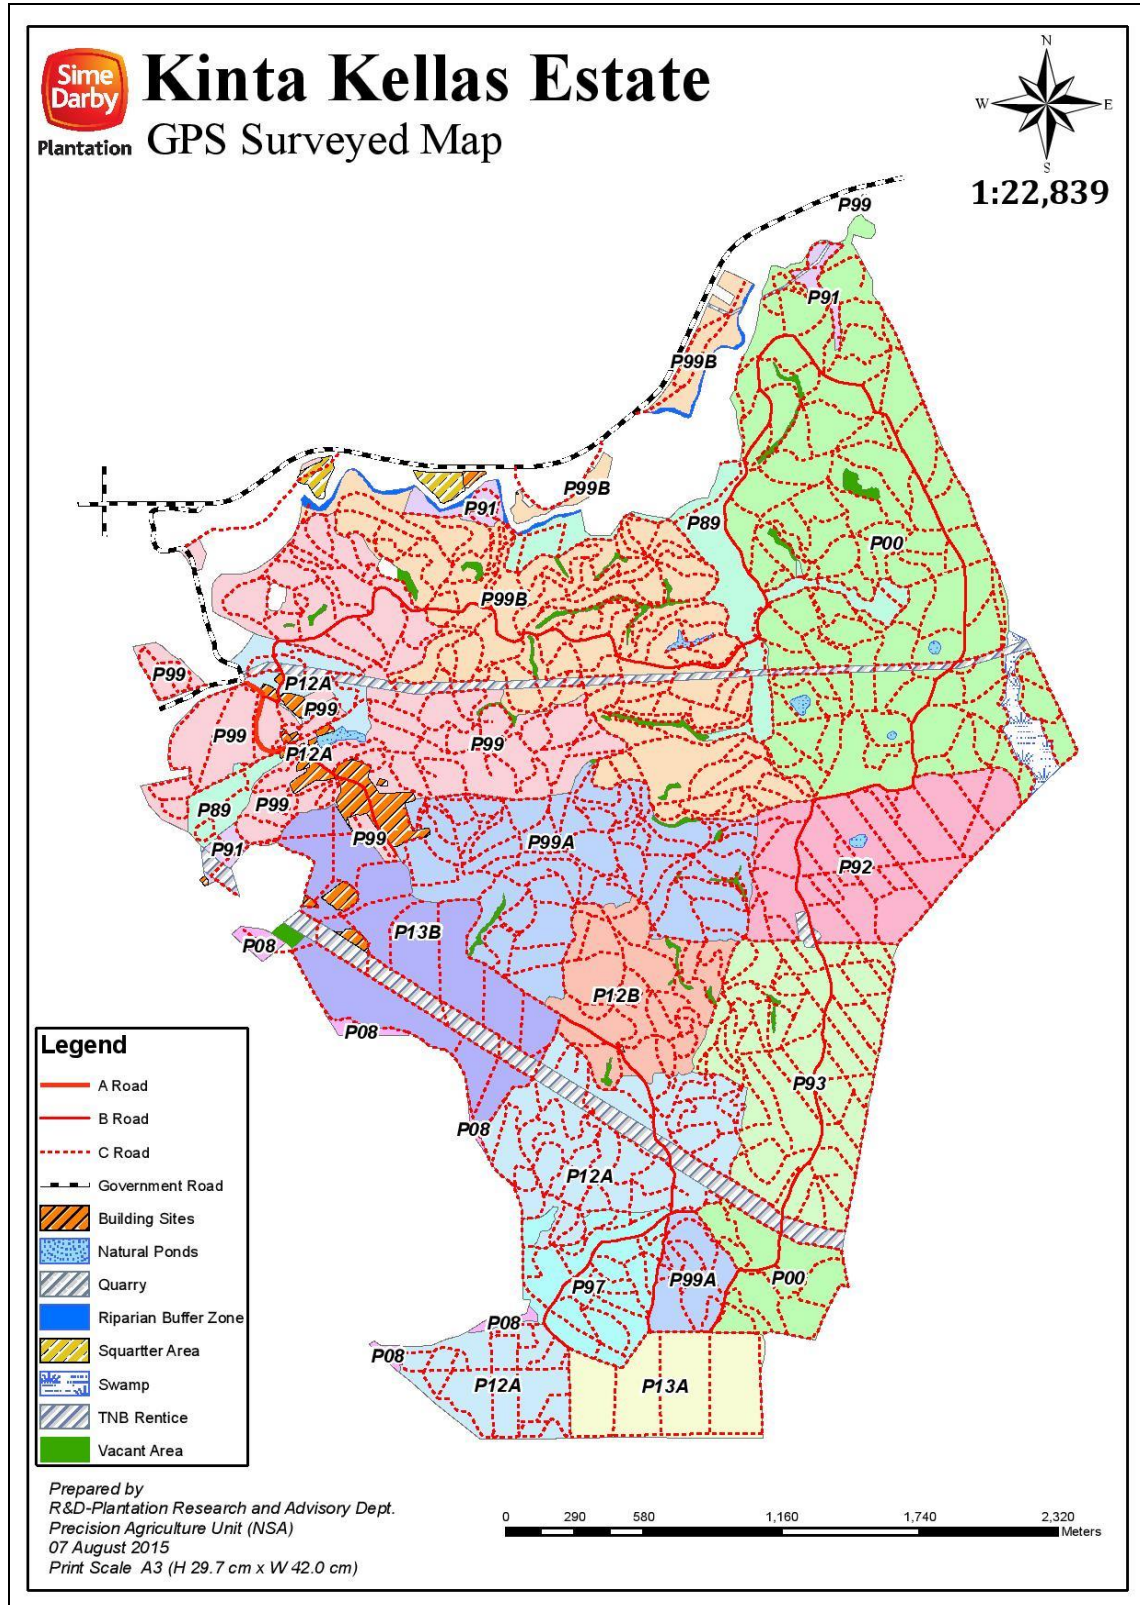 Sime
Darby
Plantation
Kinta Kellas Estate
GPS Surveyed Map
N
W
E
S
1:22,839
P99
P91
P99B
P99B
P91
P89
P00
P99B
P99
P12A
P99
P99
P12A
P99
P89
P99
P99
P91
P99A
P92
P13B
P08
P12B
P08
P93
P08
P12A
P97
P99A
P00
P08
P08
P12A
P13A
Legend
A Road
B Road
C Road
Government Road
Building Sites
Natural Ponds
Quarry
Riparian Buffer Zone
Squartter Area
Swamp
TNB Rentice
Vacant Area
Prepared by
R&D-Plantation Research and Advisory Dept.
Precision Agriculture Unit (NSA)
07 August 2015
Print Scale A3 (H 29.7 cm x W 42.0 cm)
0 290 580 1,160 1,740 2,320
Meters